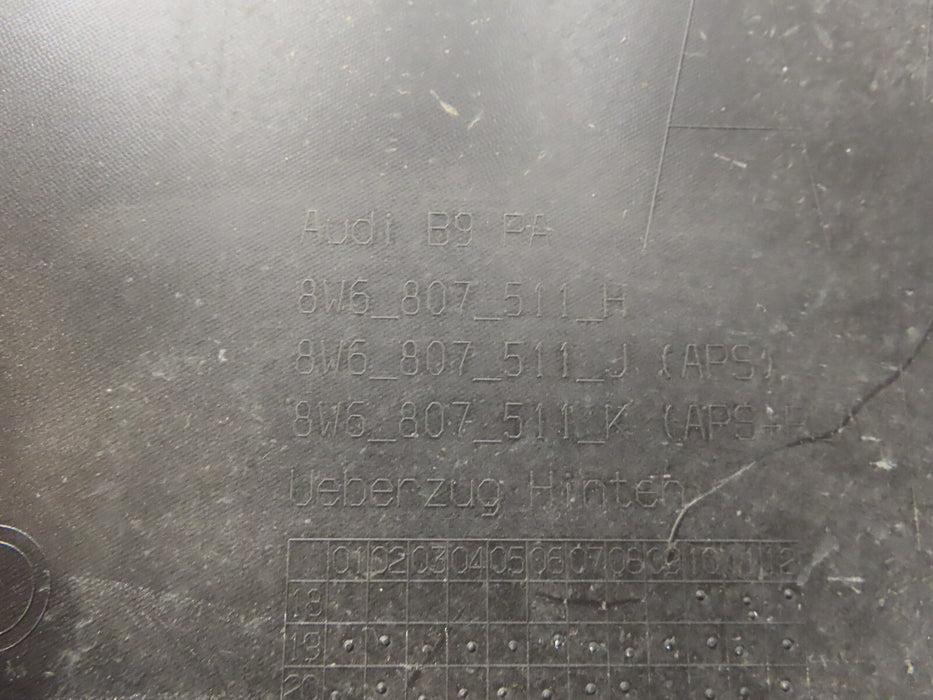 Audi B9 PA
8W6_807_511_H
8W6_807_511_J (APS)
8W6_807_511_K (APS+
Ueberzug Hinten
01 02 03 04 05 06 07 08 09 10 11 12
18
19
20